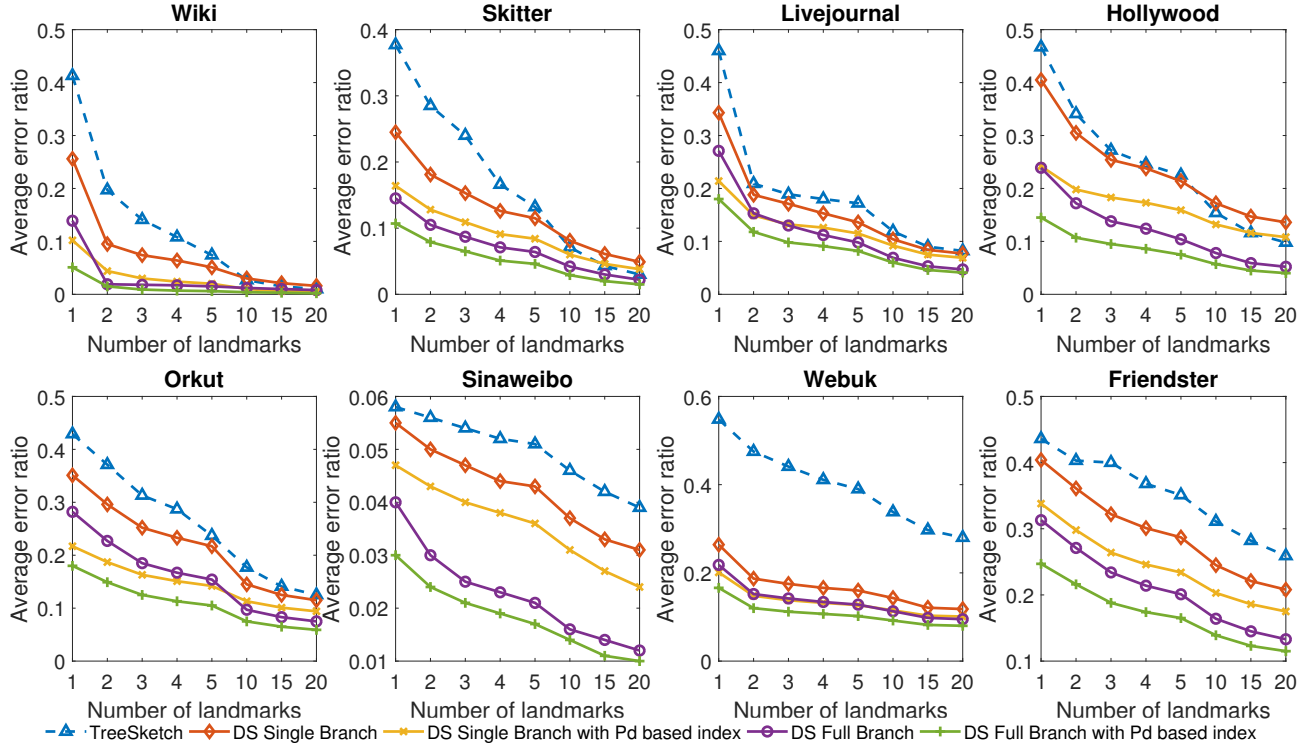 Wiki
Skitter
Livejournal
Hollywood
Average error ratio
0.5
0.4
0.3
0.2
0.1
0
1 2 3 4 5 10 15 20
Number of landmarks
Average error ratio
0.4
0.3
0.2
0.1
0
1 2 3 4 5 10 15 20
Number of landmarks
Average error ratio
0.5
0.4
0.3
0.2
0.1
0
1 2 3 4 5 10 15 20
Number of landmarks
Average error ratio
0.5
0.4
0.3
0.2
0.1
0
1 2 3 4 5 10 15 20
Number of landmarks
Orkut
Sinaweibo
Webuk
Friendster
Average error ratio
0.5
0.4
0.3
0.2
0.1
0
1 2 3 4 5 10 15 20
Number of landmarks
Average error ratio
0.06
0.05
0.04
0.03
0.02
0.01
1 2 3 4 5 10 15 20
Number of landmarks
Average error ratio
0.6
0.4
0.2
0
1 2 3 4 5 10 15 20
Number of landmarks
Average error ratio
0.5
0.4
0.3
0.2
0.1
1 2 3 4 5 10 15 20
Number of landmarks
TreeSketch DS Single Branch DS Single Branch with Pd based index DS Full Branch DS Full Branch with Pd based index